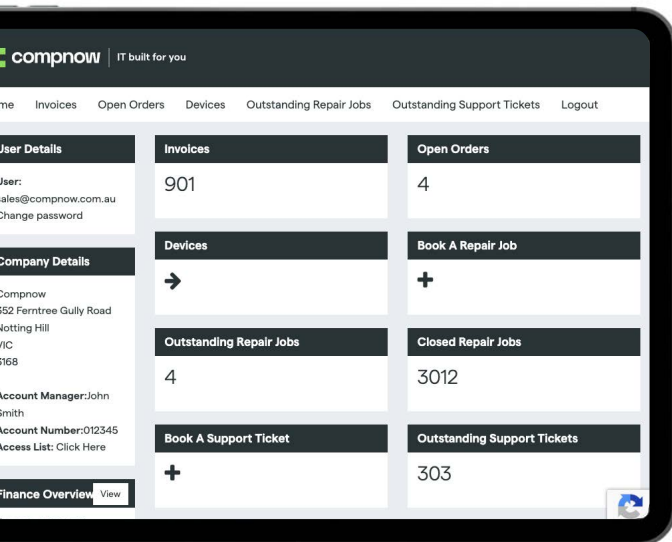 compnow | IT built for you
me Invoices Open Orders Devices Outstanding Repair Jobs Outstanding Support Tickets Logout
User Details
User:
sales@compnow.com.au
Change password
Company Details
Compnow
352 Ferntree Gully Road
Notting Hill
VIC
3168
Account Manager:John
Smith
Account Number:012345
Access List: Click Here
Finance Overview View
Invoices
901
Open Orders
4
Devices
Book A Repair Job
Outstanding Repair Jobs
4
Closed Repair Jobs
3012
Book A Support Ticket
Outstanding Support Tickets
303